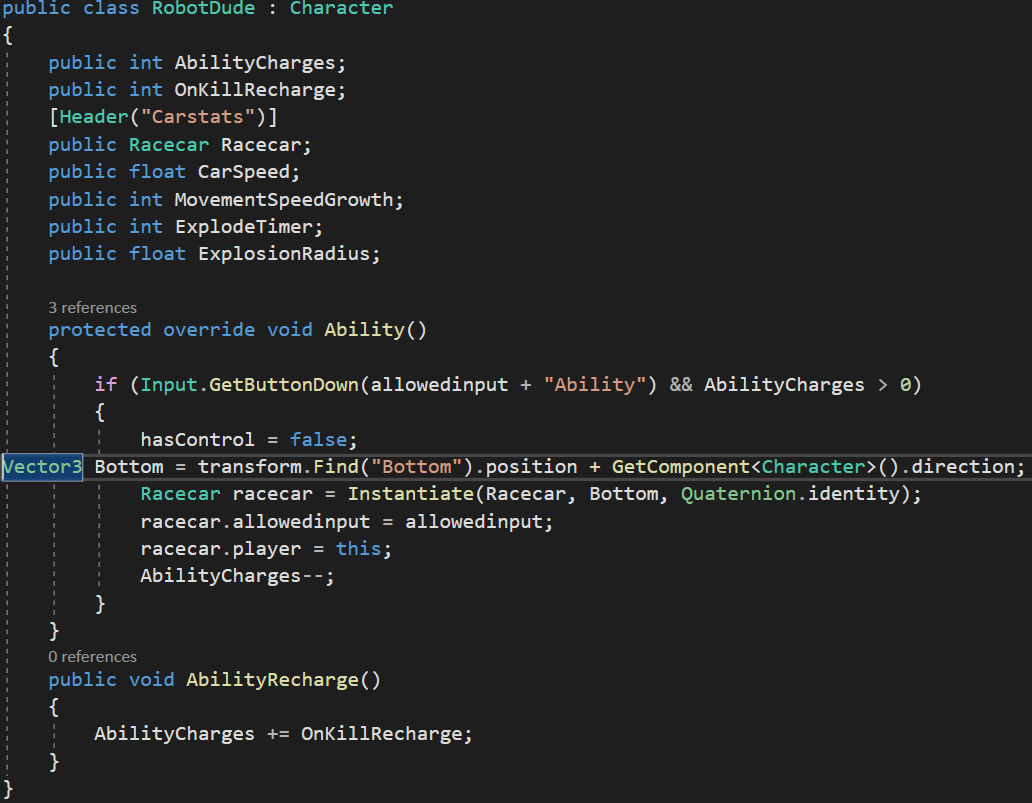 public class RobotDude : Character
{
public int AbilityCharges;
public int OnKillRecharge;
[Header("Carstats")]
public Racecar Racecar;
public float CarSpeed;
public int MovementSpeedGrowth;
public int ExplodeTimer;
public float ExplosionRadius;
3 references
protected override void Ability()
{
if (Input.GetButtonDown(allowedinput + "Ability") && AbilityCharges > 0)
{
hasControl = false;
Vector3 Bottom = transform.Find("Bottom").position + GetComponent<Character>().direction;
Racecar racecar = Instantiate(Racecar, Bottom, Quaternion.identity);
racecar.allowedinput = allowedinput;
racecar.player = this;
AbilityCharges--;
}
}
0 references
public void AbilityRecharge()
{
AbilityCharges += OnKillRecharge;
}
}